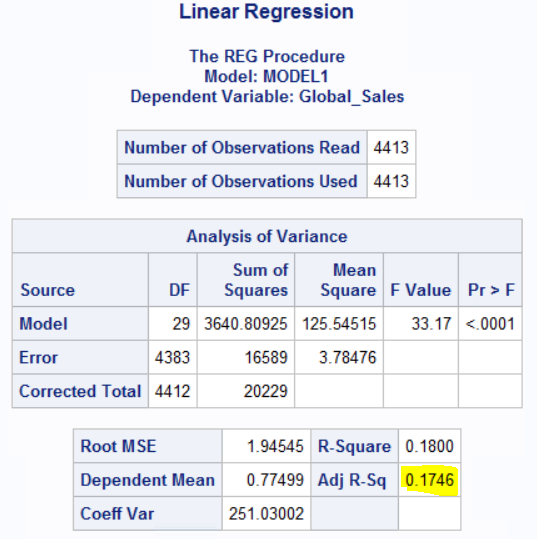 Linear Regression
The REG Procedure
Model: MODEL1
Dependent Variable: Global_Sales
Number of Observations Read 4413
Number of Observations Used 4413
Analysis of Variance
Source DF Sum of Squares Mean Square F Value Pr > F
Model 29 3640.80925 125.54515 33.17 <.0001
Error 4383 16589 3.78476
Corrected Total 4412 20229
Root MSE 1.94545 R-Square 0.1800
Dependent Mean 0.77499 Adj R-Sq 0.1746
Coeff Var 251.03002